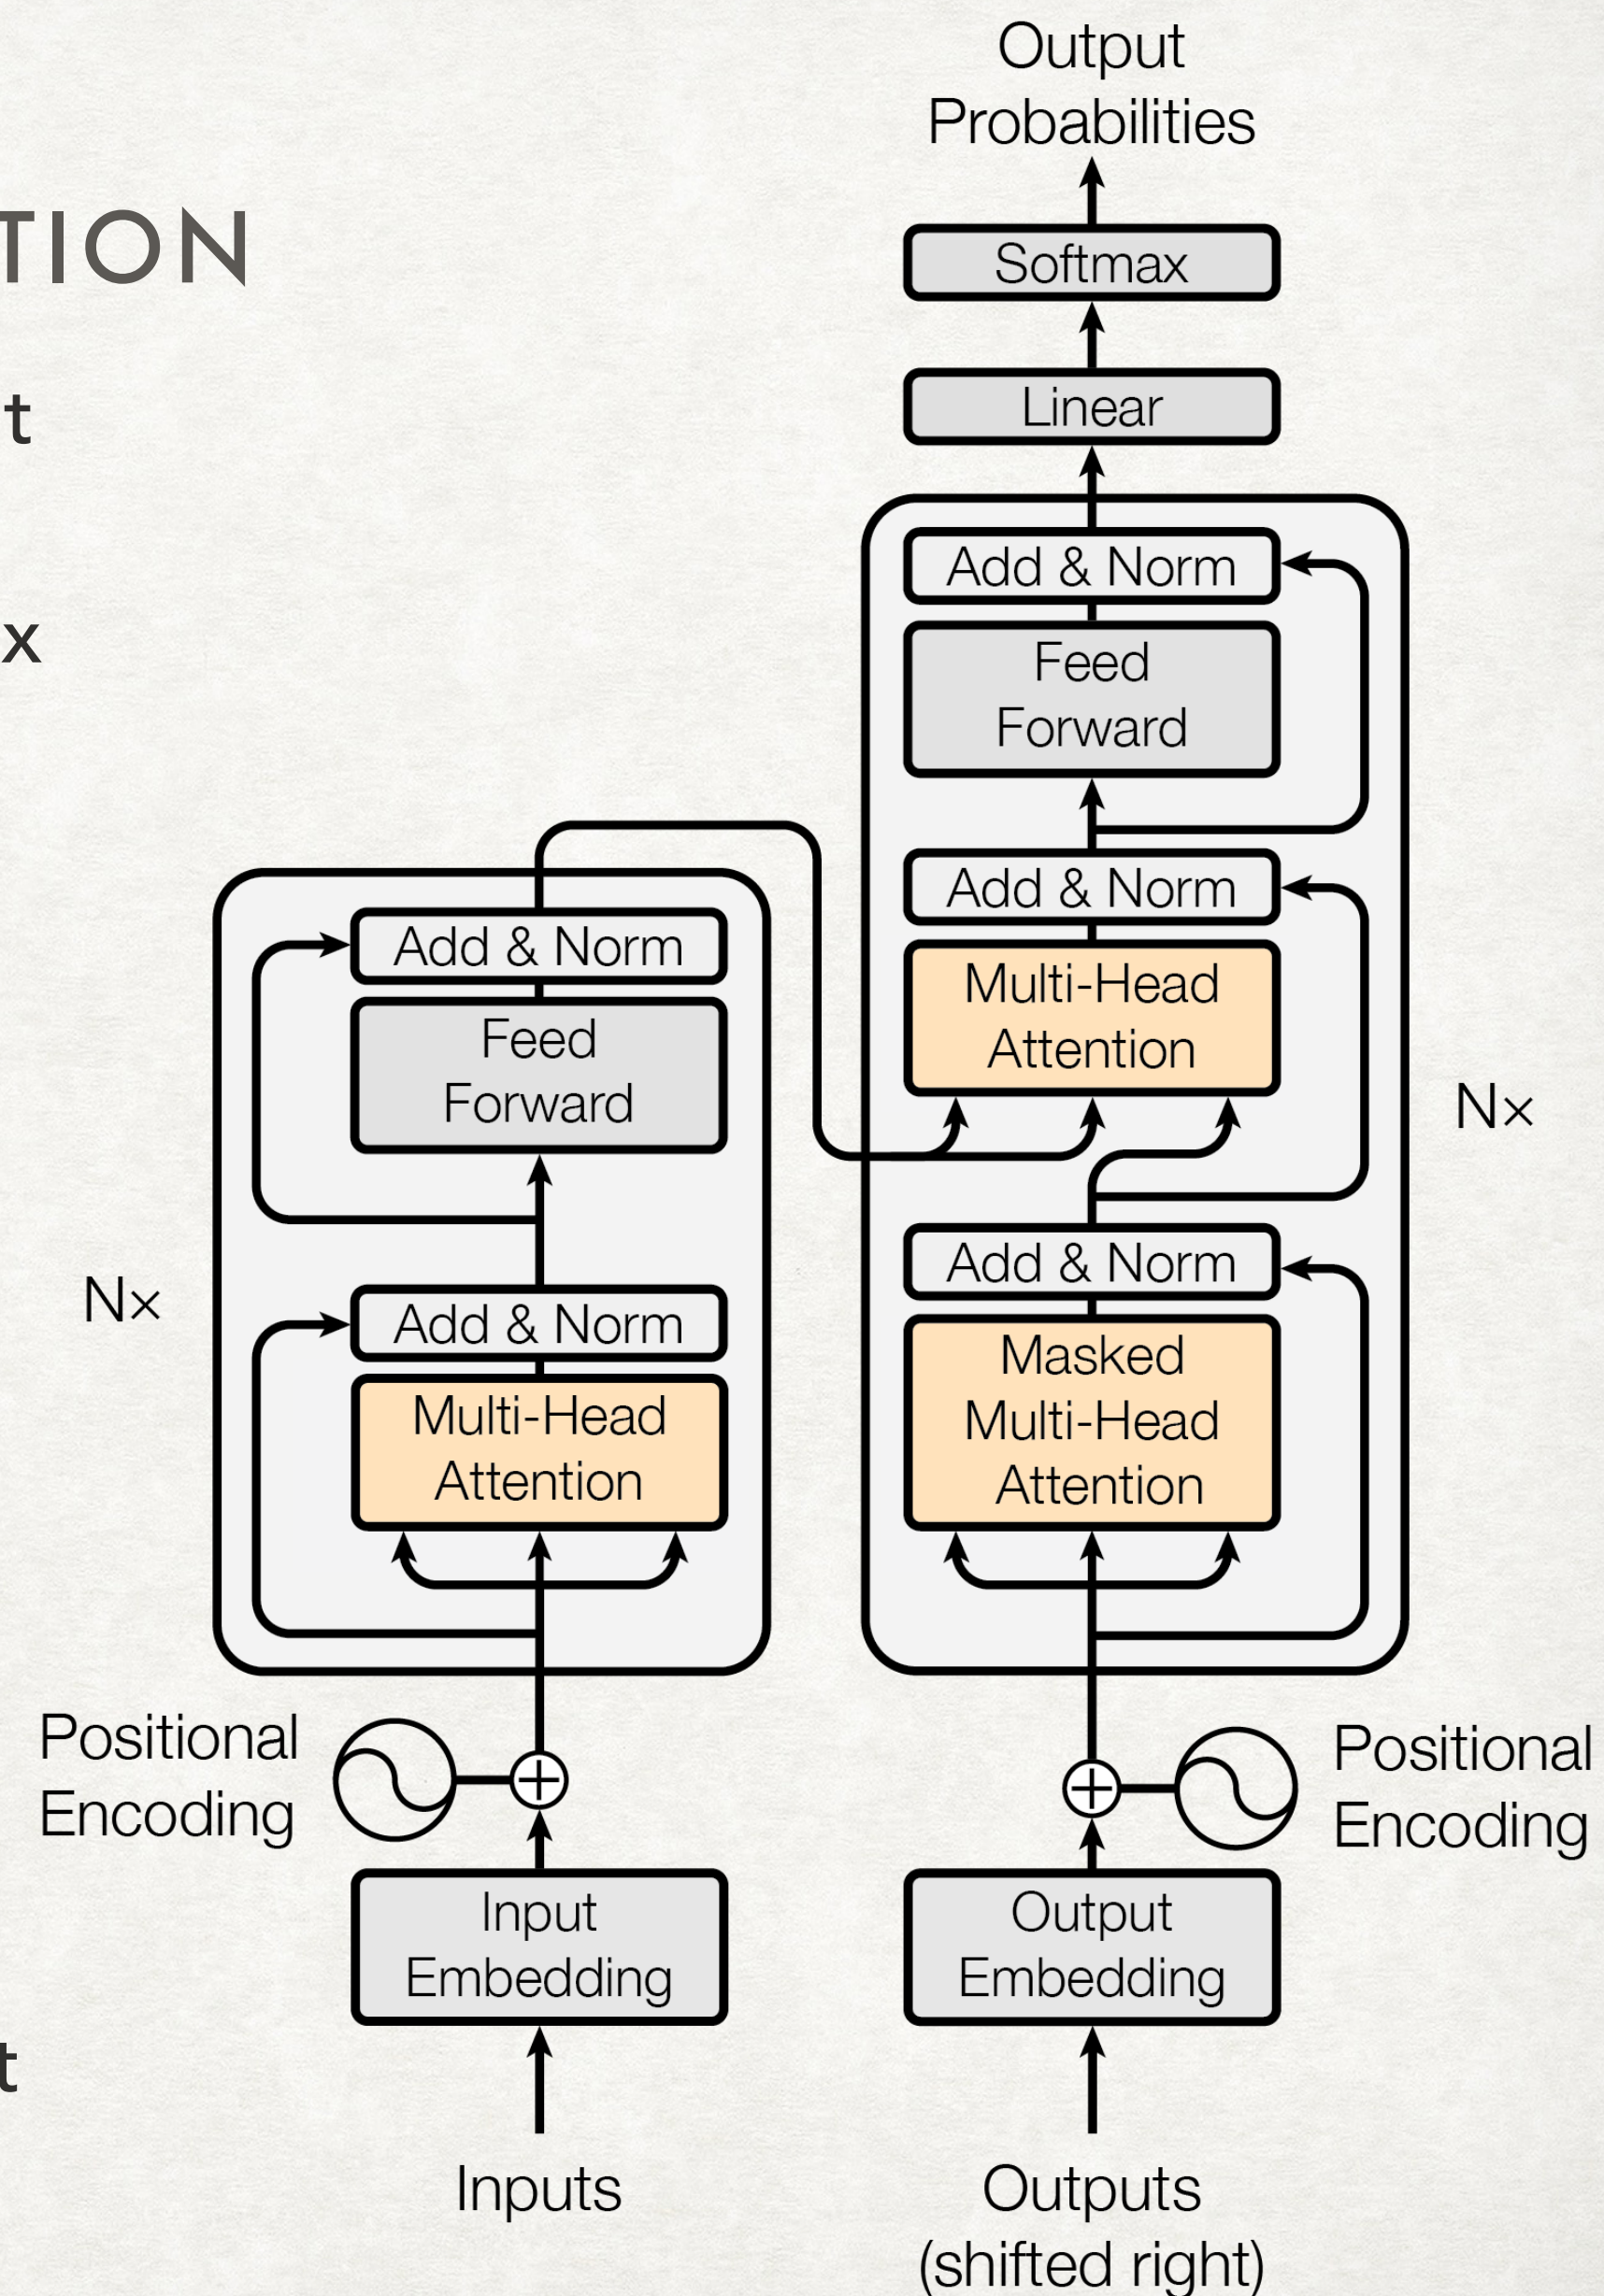 TION
t
x
t
Output
Probabilities
Softmax
Linear
Add & Norm
Feed
Forward
Add & Norm
Multi-Head
Attention
Add & Norm
Masked
Multi-Head
Attention
Nx
Add & Norm
Feed
Forward
Add & Norm
Multi-Head
Attention
Nx
Positional
Encoding
Positional
Encoding
Input
Embedding
Output
Embedding
Inputs
Outputs
(shifted right)